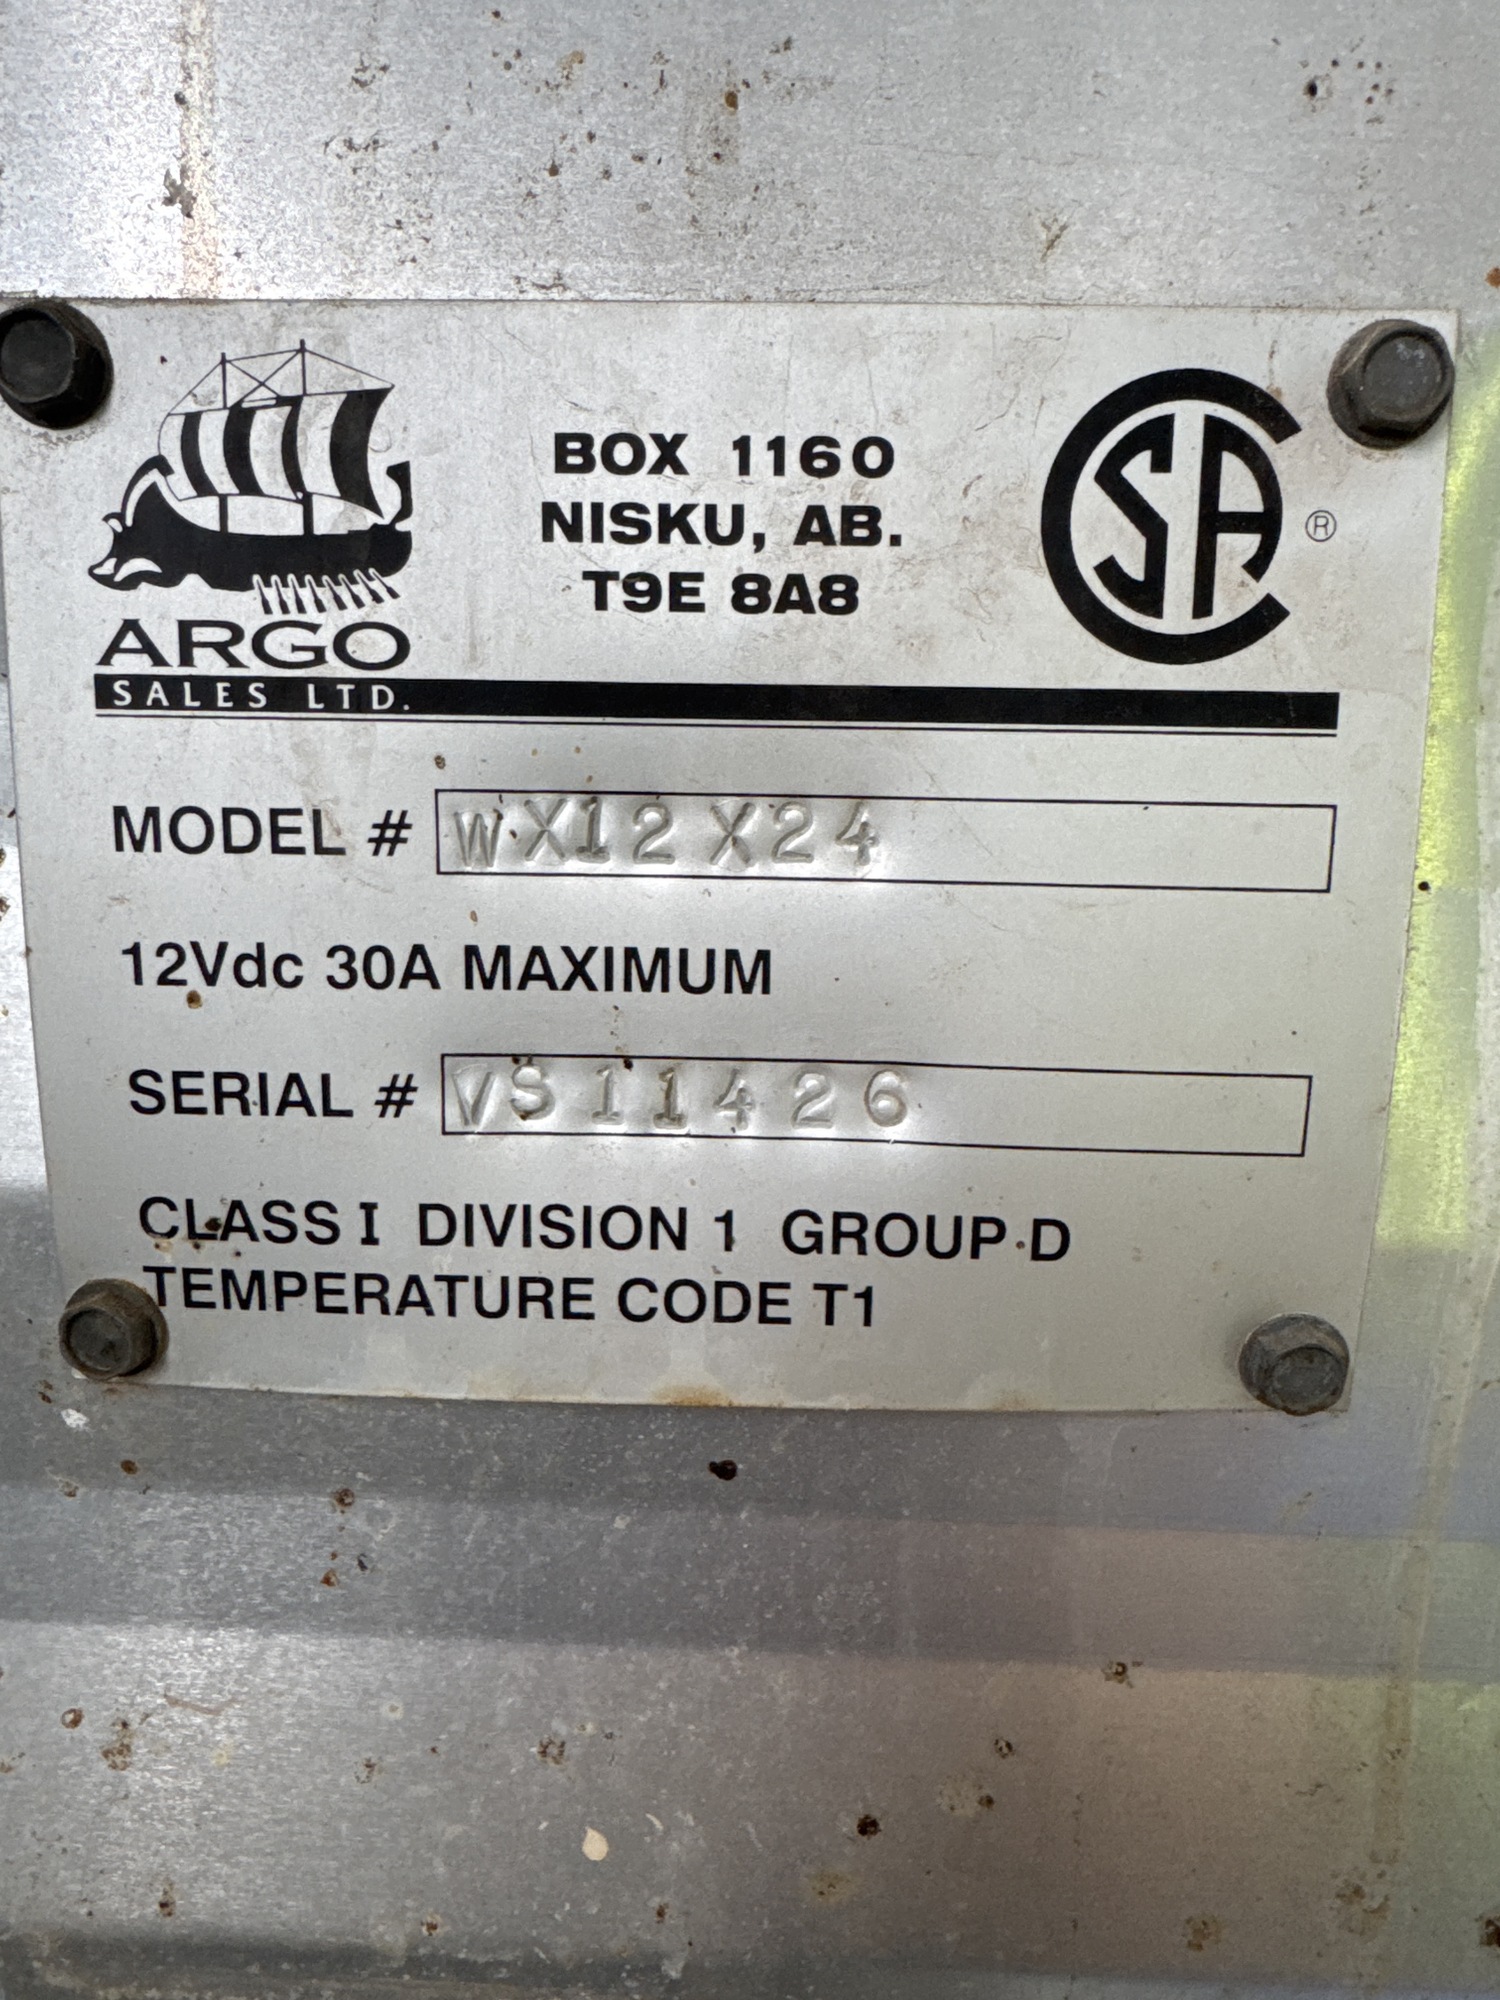 BOX 1160
NISKU, AB.
T9E 8A8
CSA ®
ARGO
SALES LTD.
MODEL # WX12X24
12Vdc 30A MAXIMUM
SERIAL # VS11426
CLASS I DIVISION 1 GROUP D
TEMPERATURE CODE T1